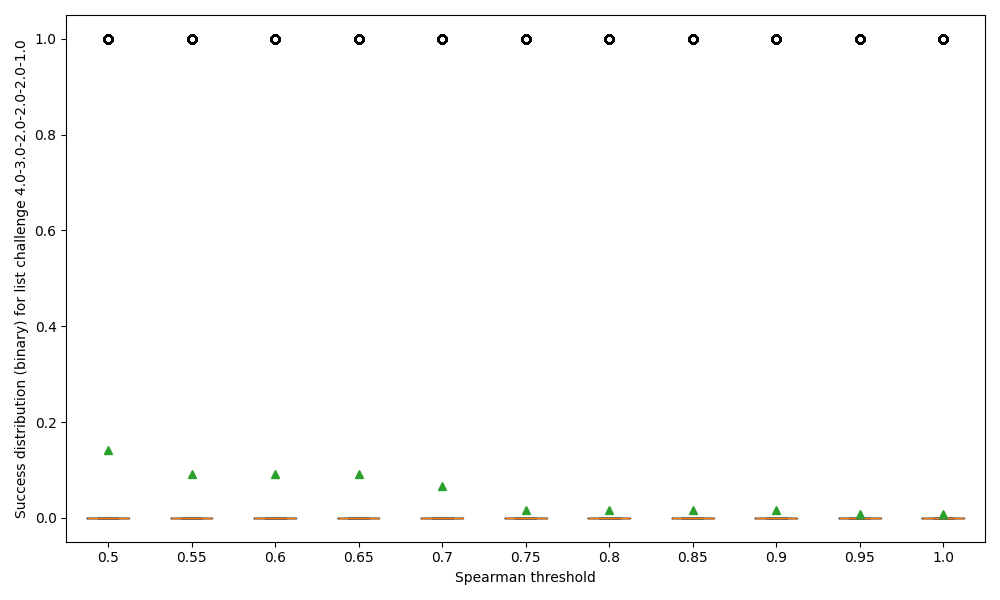 Success distribution (binary) for list challenge 4.0-3.0-2.0-2.0-2.0-1.0
1.0
0.8
0.6
0.4
0.2
0.0
0.5 0.55 0.6 0.65 0.7 0.75 0.8 0.85 0.9 0.95 1.0
Spearman threshold